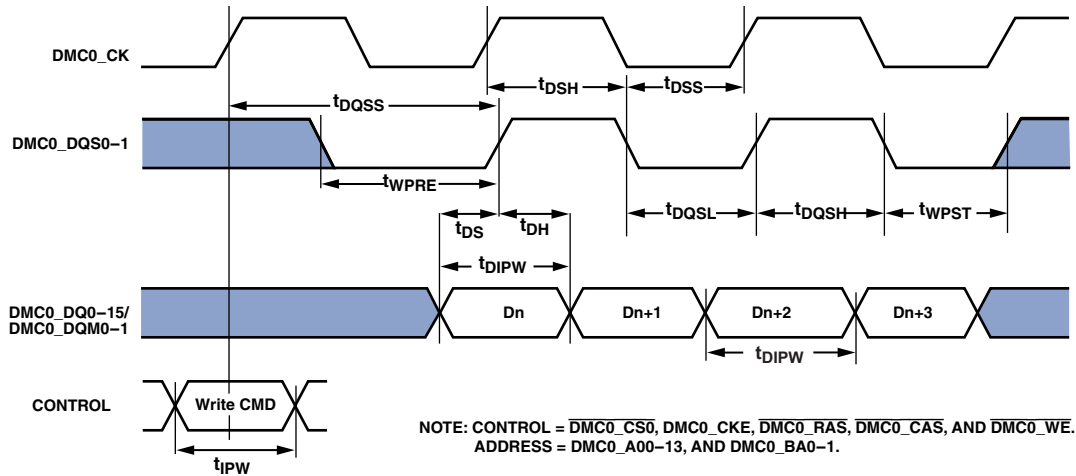 DMC0_CK
tDSH
tDSS
tDQSS
DMC0_DQS0–1
tWPRE
tDQSL
tDQSH
tWPST
tDS
tDH
tDIPW
DMC0_DQ0–15/
DMC0_DQM0–1
Dn
Dn+1
Dn+2
Dn+3
tDIPW
CONTROL
Write CMD
tIPW
NOTE: CONTROL = DMC0_CS0, DMC0_CKE, DMC0_RAS, DMC0_CAS, AND DMC0_WE.
ADDRESS = DMC0_A00–13, AND DMC0_BA0–1.